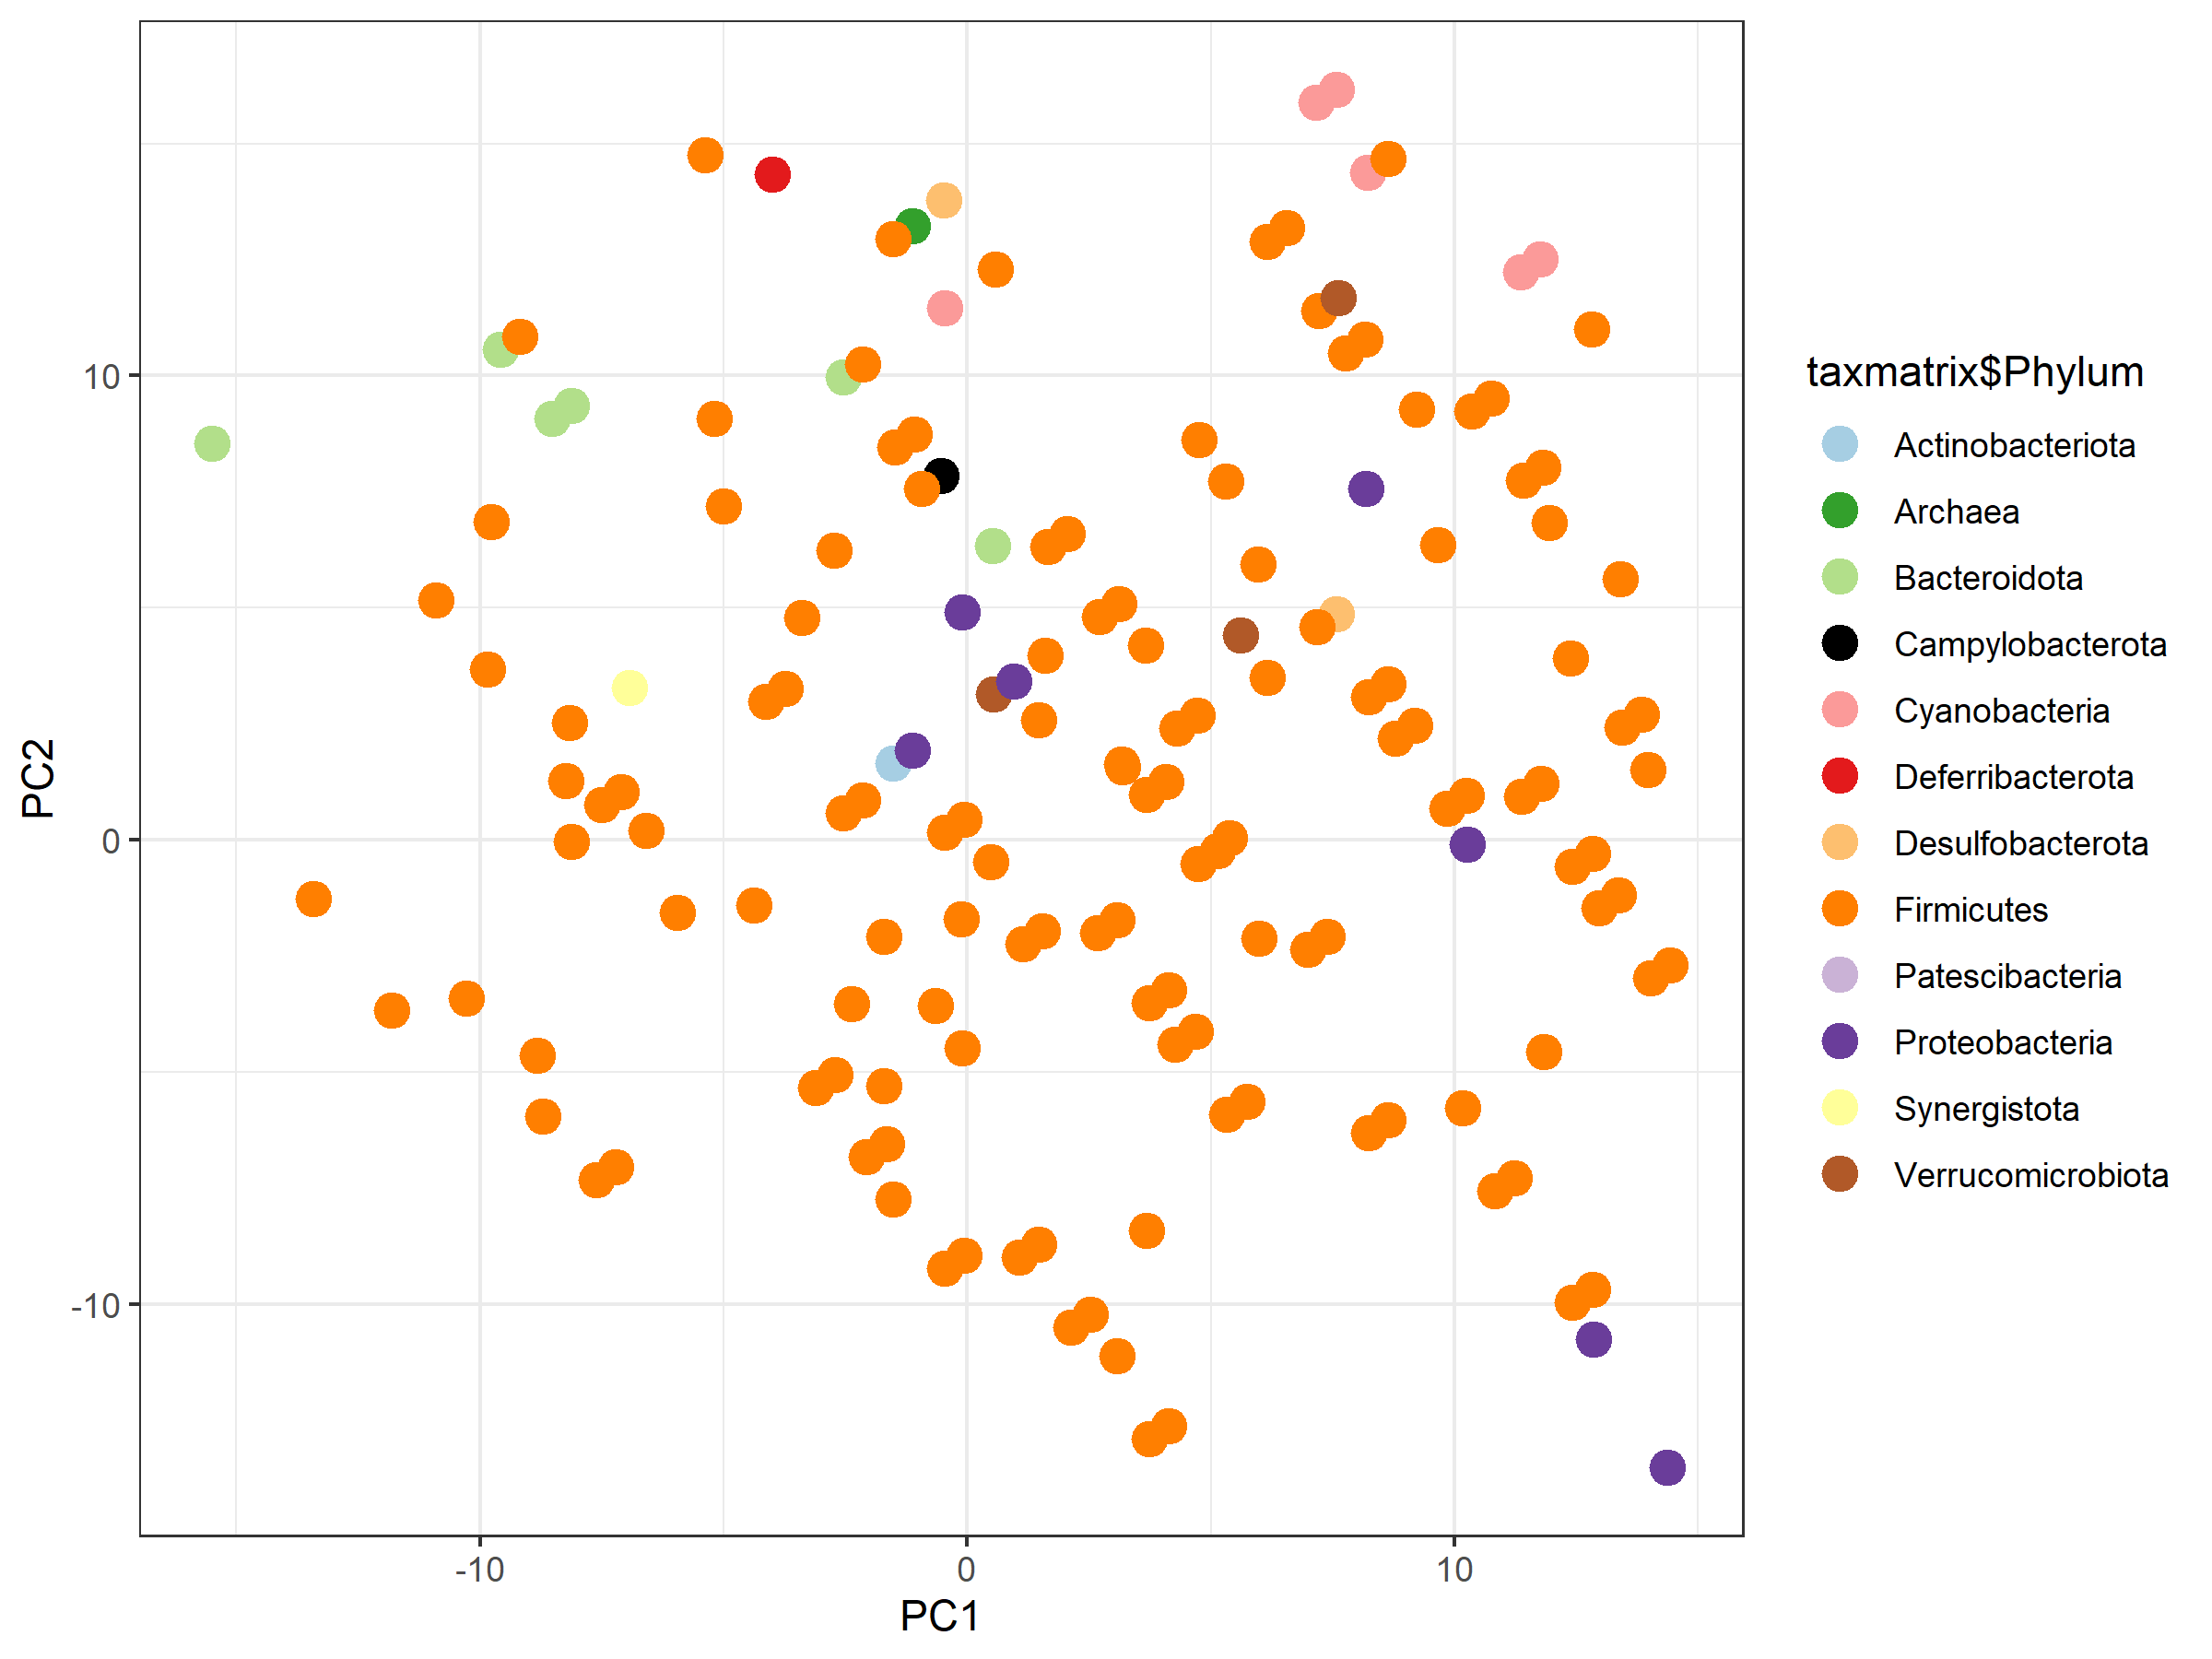 PC2
10
0
-10
-10
0
10
PC1
taxmatrix$Phylum
Actinobacteriota
Archaea
Bacteroidota
Campylobacterota
Cyanobacteria
Deferribacterota
Desulfobacterota
Firmicutes
Patescibacteria
Proteobacteria
Synergistota
Verrucomicrobiota